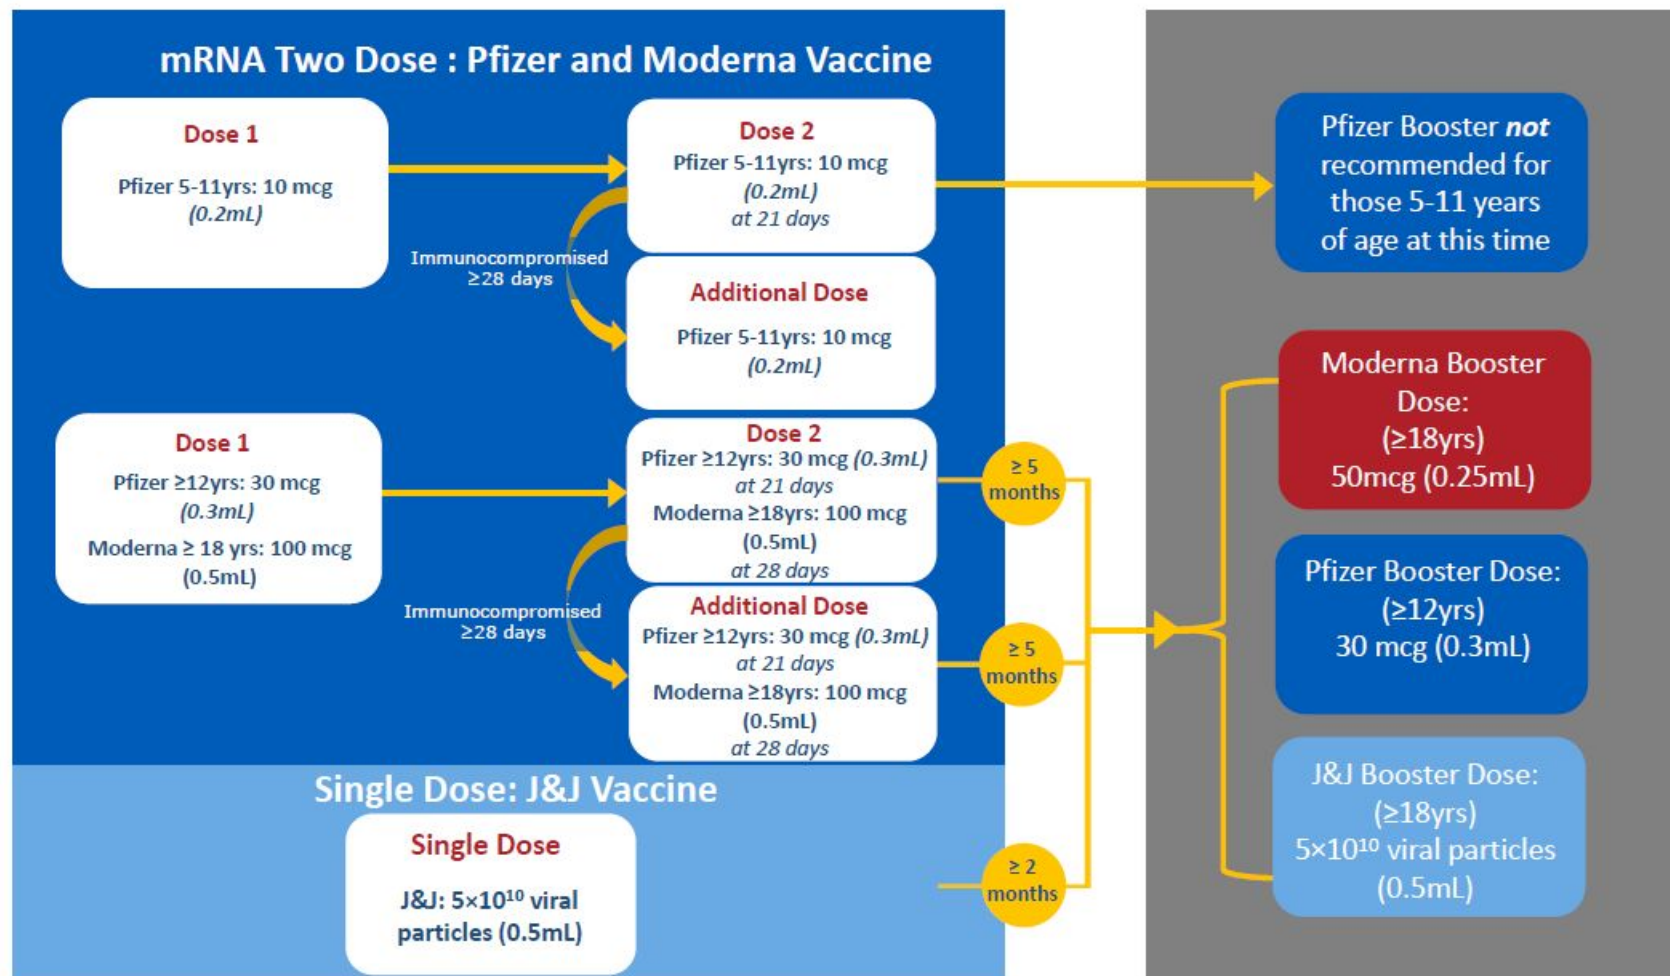 mRNA Two Dose : Pfizer and Moderna Vaccine
Dose 1
Pfizer 5-11yrs: 10 mcg
(0.2mL)
Dose 2
Pfizer 5-11yrs: 10 mcg
(0.2mL)
at 21 days
Immunocompromised
≥28 days
Additional Dose
Pfizer 5-11yrs: 10 mcg
(0.2mL)
Pfizer Booster not
recommended for
those 5-11 years
of age at this time
Dose 1
Pfizer ≥12yrs: 30 mcg
(0.3mL)
Moderna ≥ 18 yrs: 100 mcg
(0.5mL)
Dose 2
Pfizer ≥12yrs: 30 mcg (0.3mL)
at 21 days
Moderna ≥18yrs: 100 mcg
(0.5mL)
at 28 days
≥ 5
months
Immunocompromised
≥28 days
Additional Dose
Pfizer ≥12yrs: 30 mcg (0.3mL)
at 21 days
Moderna ≥18yrs: 100 mcg
(0.5mL)
at 28 days
≥ 5
months
Single Dose: J&J Vaccine
Single Dose
J&J: 5×10¹⁰ viral
particles (0.5mL)
≥ 2
months
Moderna Booster
Dose:
(≥18yrs)
50mcg (0.25mL)
Pfizer Booster Dose:
(≥12yrs)
30 mcg (0.3mL)
J&J Booster Dose:
(≥18yrs)
5×10¹⁰ viral particles
(0.5mL)